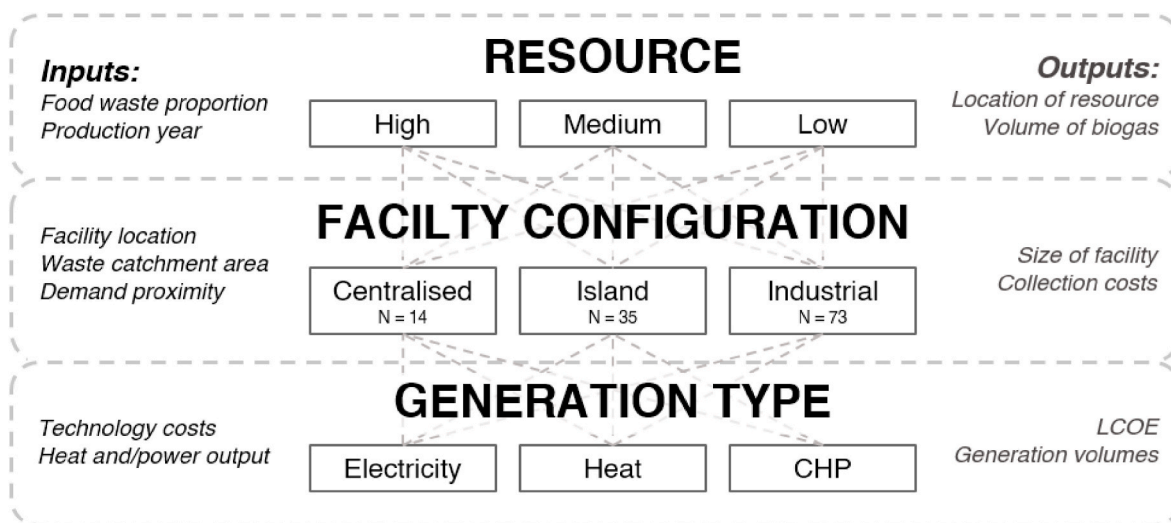 RESOURCE
Inputs:
Food waste proportion
Production year
High
Medium
Low
Outputs:
Location of resource
Volume of biogas
FACILTY CONFIGURATION
Facility location
Waste catchment area
Demand proximity
Centralised
N = 14
Island
N = 35
Industrial
N = 73
Size of facility
Collection costs
GENERATION TYPE
Technology costs
Heat and/power output
Electricity
Heat
CHP
LCOE
Generation volumes